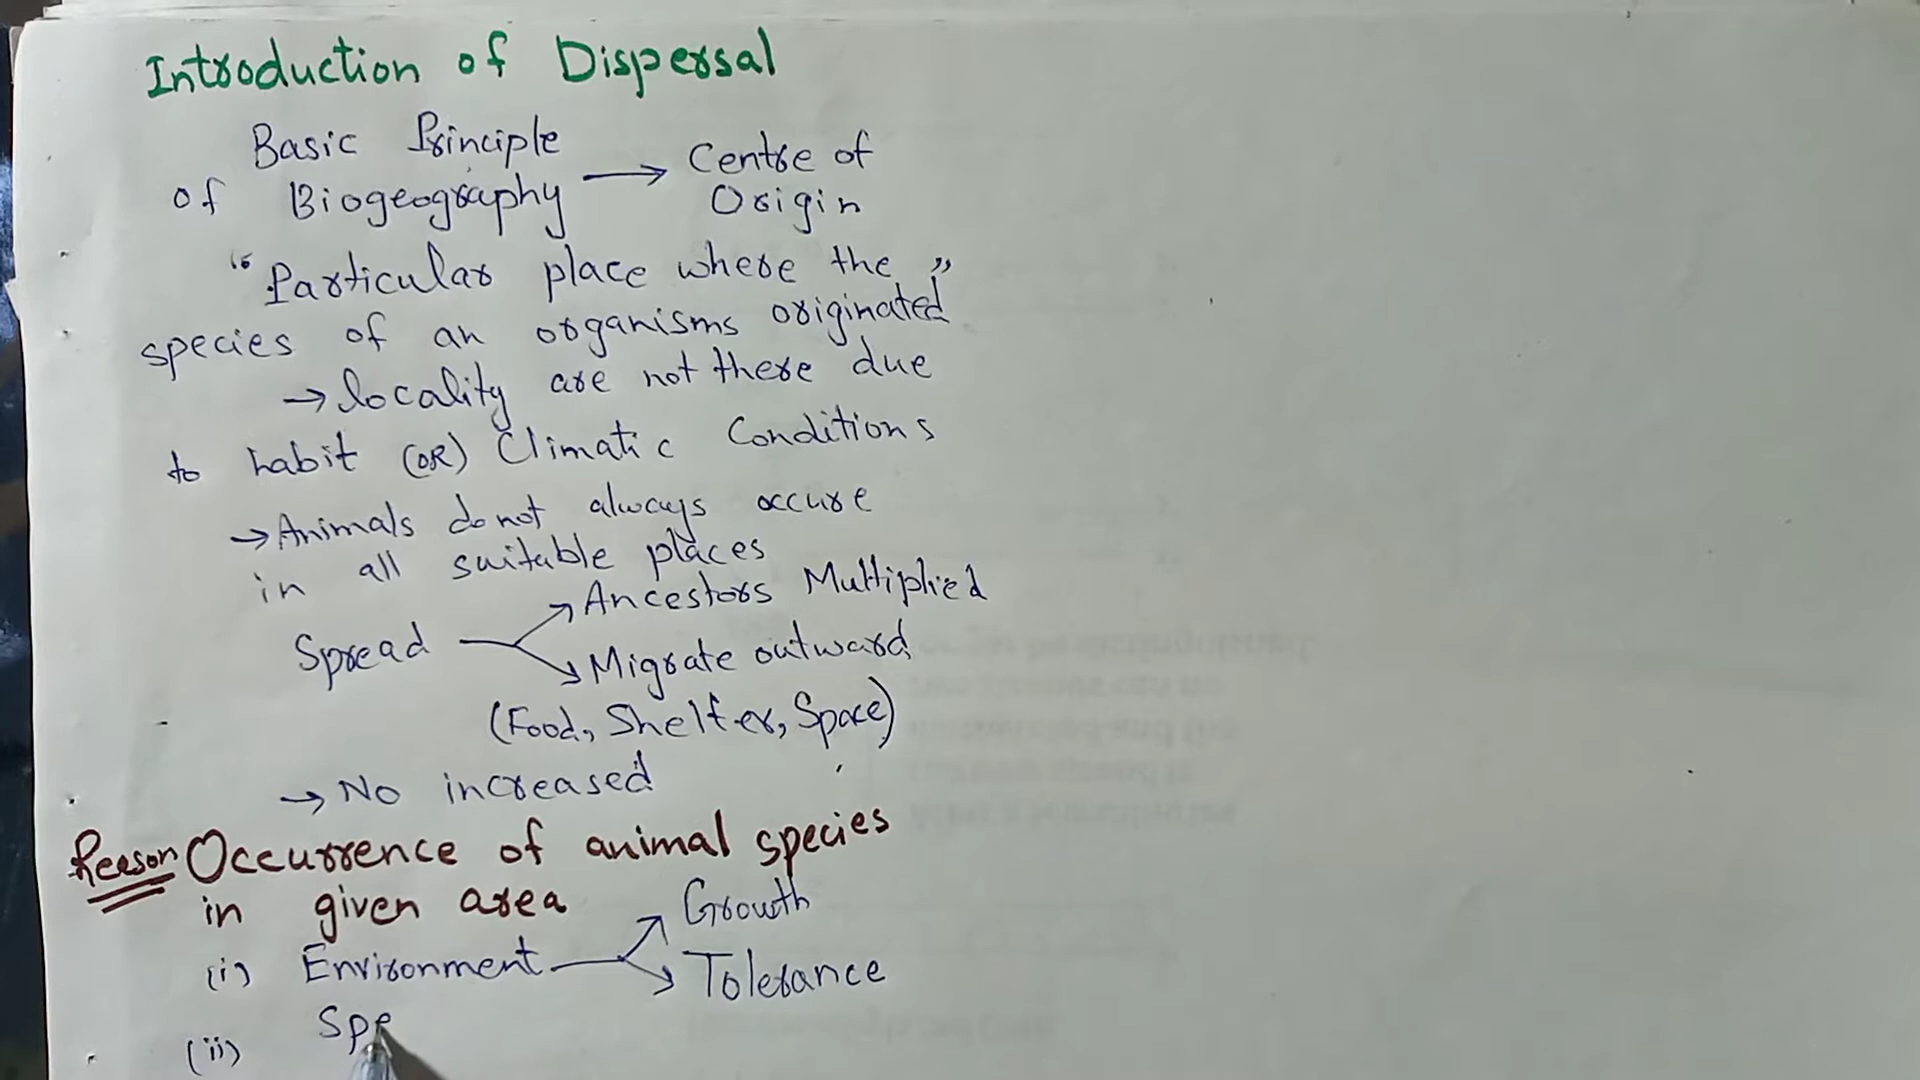 Introduction of Dispersal
Basic Principle
of Biogeography → Centre of
Origin
"Particular place where the "
species of an organisms originated
→ locality are not there due
to habit (OR) Climatic Conditions
→ Animals do not always occure
in all suitable places
Spread → Ancestors Multiplied
→ Migrate outward
(Food, Shelter, Space)
→ No increased
Reason Occurrence of animal species
in given area
(i) Environment → Growth
→ Tolerance
(ii) Spe